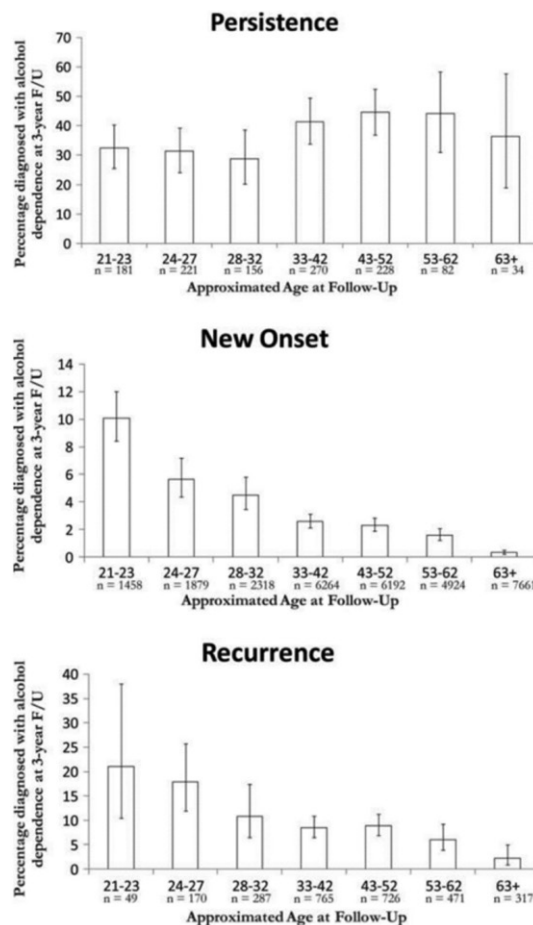 Persistence
Percentage diagnosed with alcohol
dependence at 3-year F/U
70
60
50
40
30
20
10
0
21-23 24-27 28-32 33-42 43-52 53-62 63+
n = 181 n = 221 n = 156 n = 270 n = 228 n = 82 n = 34
Approximated Age at Follow-Up
New Onset
Percentage diagnosed with alcohol
dependence at 3-year F/U
14
12
10
8
6
4
2
0
21-23 24-27 28-32 33-42 43-52 53-62 63+
n = 1458 n = 1879 n = 2318 n = 6264 n = 6192 n = 4924 n = 7661
Approximated Age at Follow-Up
Recurrence
Percentage diagnosed with alcohol
dependence at 3-year F/U
40
35
30
25
20
15
10
5
0
21-23 24-27 28-32 33-42 43-52 53-62 63+
n = 49 n = 170 n = 287 n = 765 n = 726 n = 471 n = 317
Approximated Age at Follow-Up